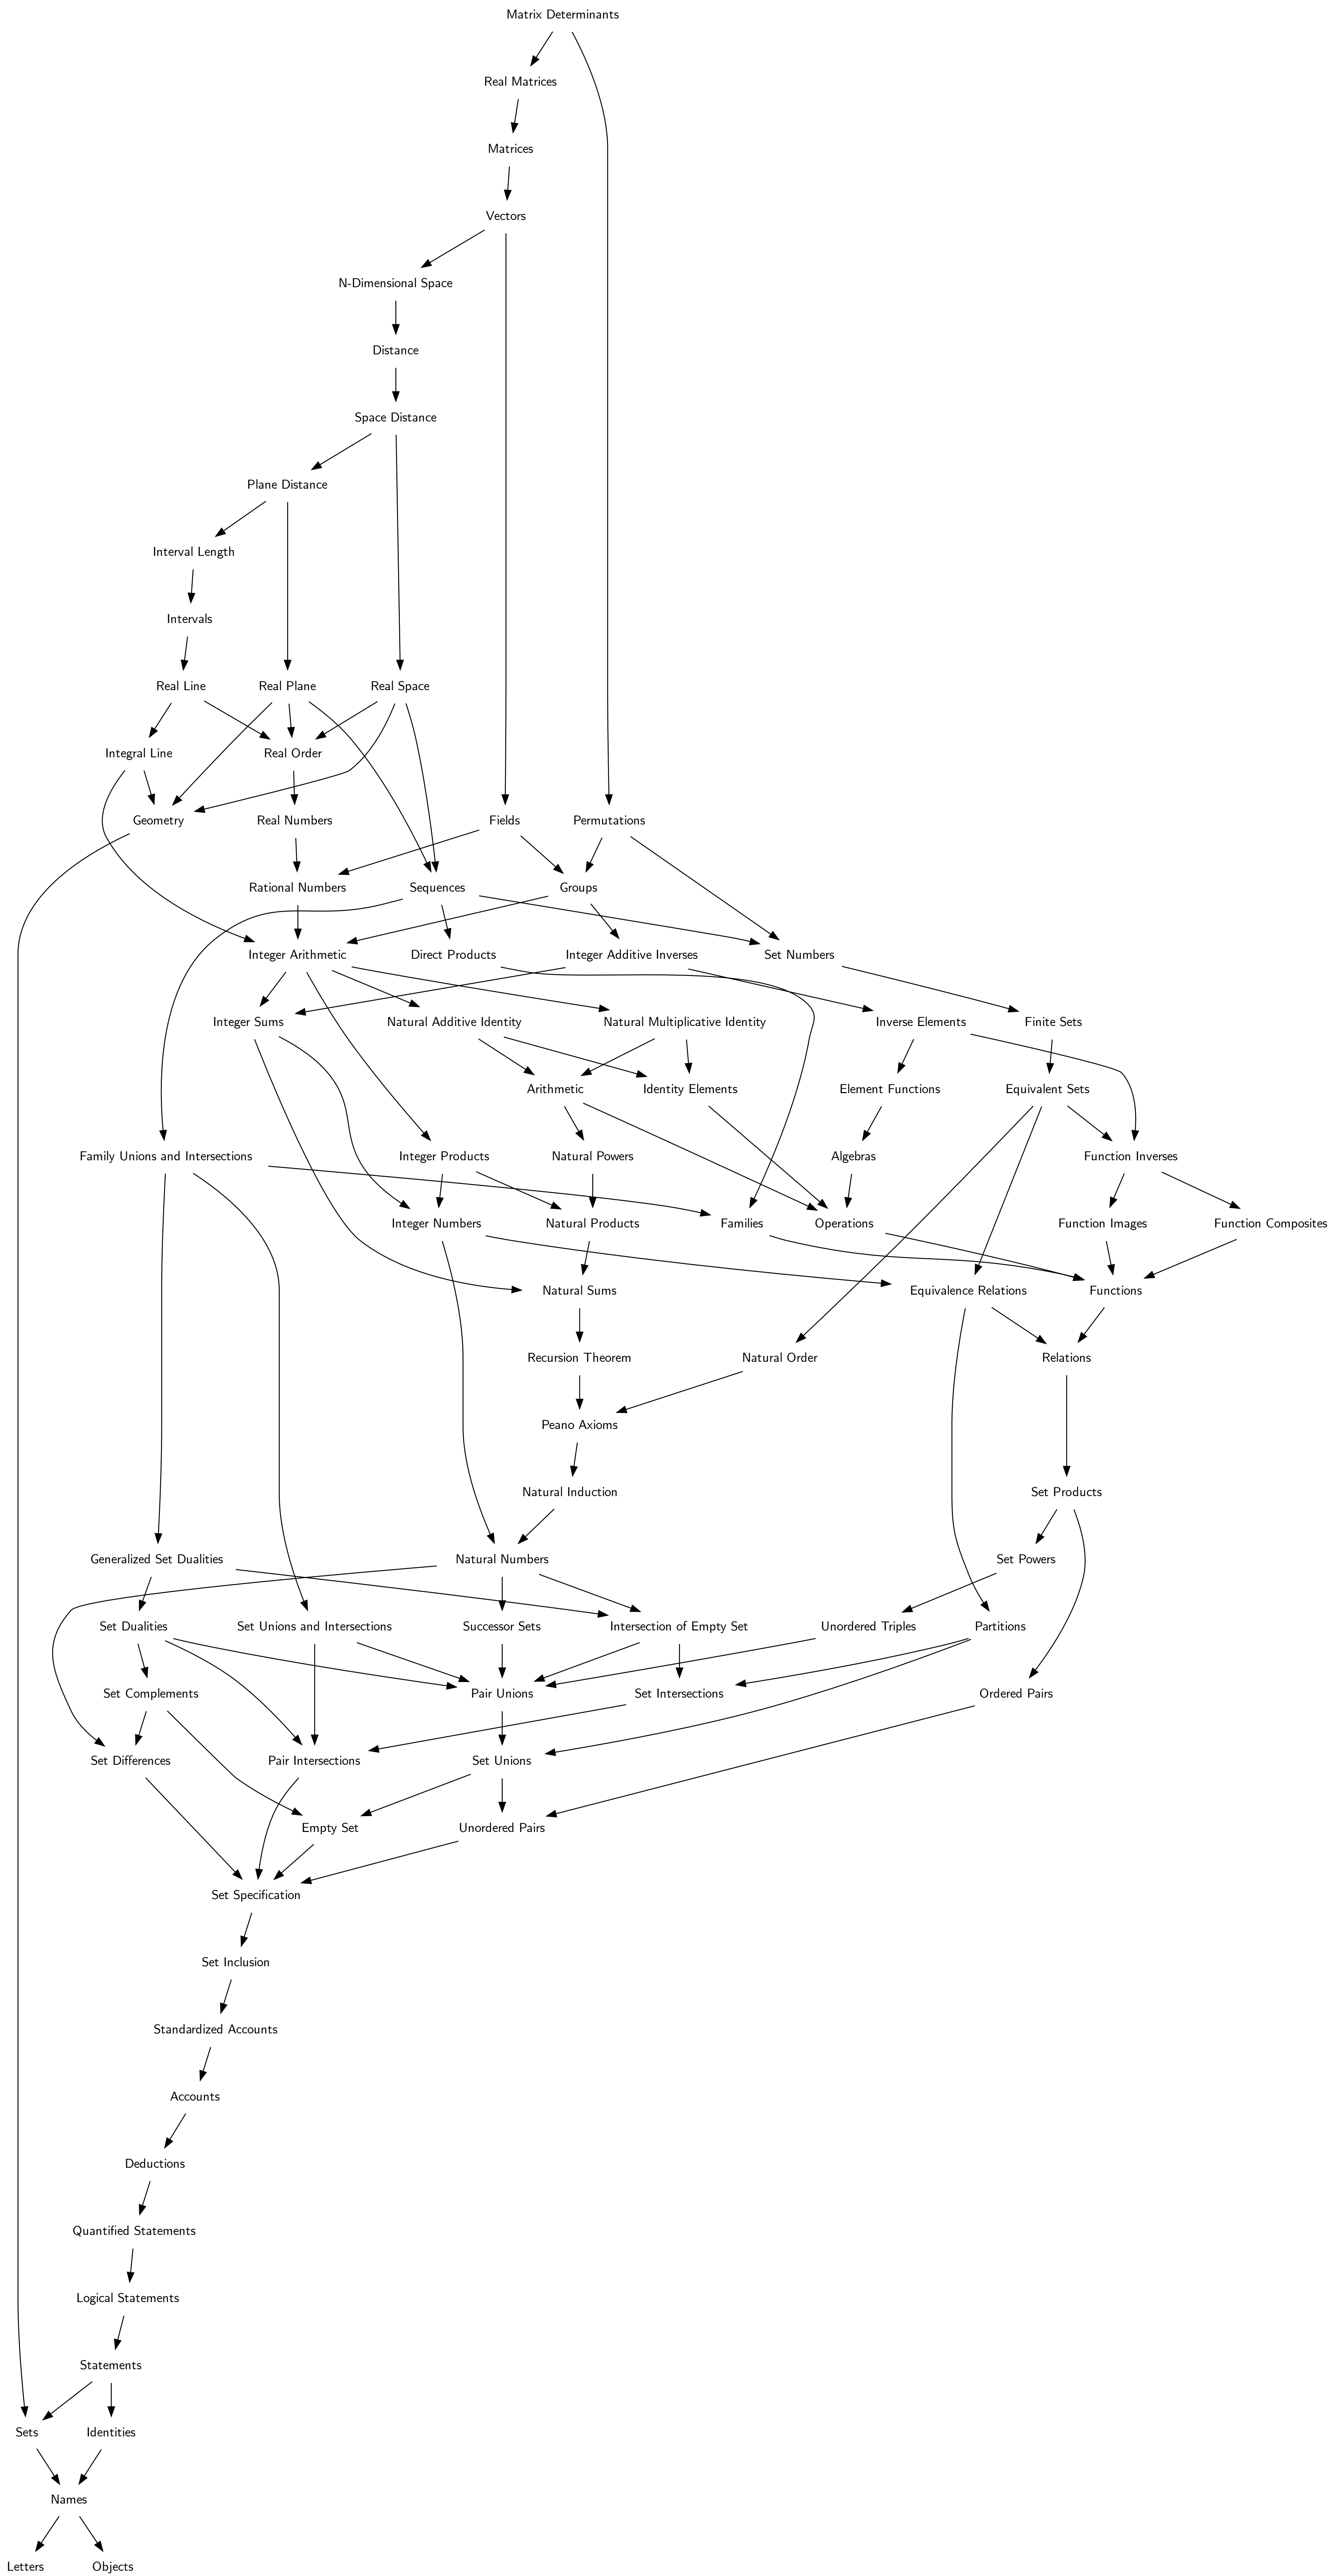 Matrix Determinants
Real Matrices
Matrices
Vectors
N-Dimensional Space
Distance
Space Distance
Plane Distance
Interval Length
Intervals
Real Line
Real Plane
Real Space
Integral Line
Real Order
Geometry
Real Numbers
Fields
Permutations
Rational Numbers
Sequences
Groups
Integer Arithmetic
Direct Products
Integer Additive Inverses
Set Numbers
Integer Sums
Natural Additive Identity
Natural Multiplicative Identity
Inverse Elements
Finite Sets
Arithmetic
Identity Elements
Element Functions
Equivalent Sets
Family Unions and Intersections
Integer Products
Natural Powers
Algebras
Function Inverses
Integer Numbers
Natural Products
Families
Operations
Function Images
Function Composites
Natural Sums
Equivalence Relations
Functions
Recursion Theorem
Natural Order
Relations
Peano Axioms
Natural Induction
Set Products
Generalized Set Dualities
Natural Numbers
Set Powers
Set Dualities
Set Unions and Intersections
Successor Sets
Intersection of Empty Set
Unordered Triples
Partitions
Set Complements
Pair Unions
Set Intersections
Ordered Pairs
Set Differences
Pair Intersections
Set Unions
Empty Set
Unordered Pairs
Set Specification
Set Inclusion
Standardized Accounts
Accounts
Deductions
Quantified Statements
Logical Statements
Statements
Sets
Identities
Names
Letters
Objects